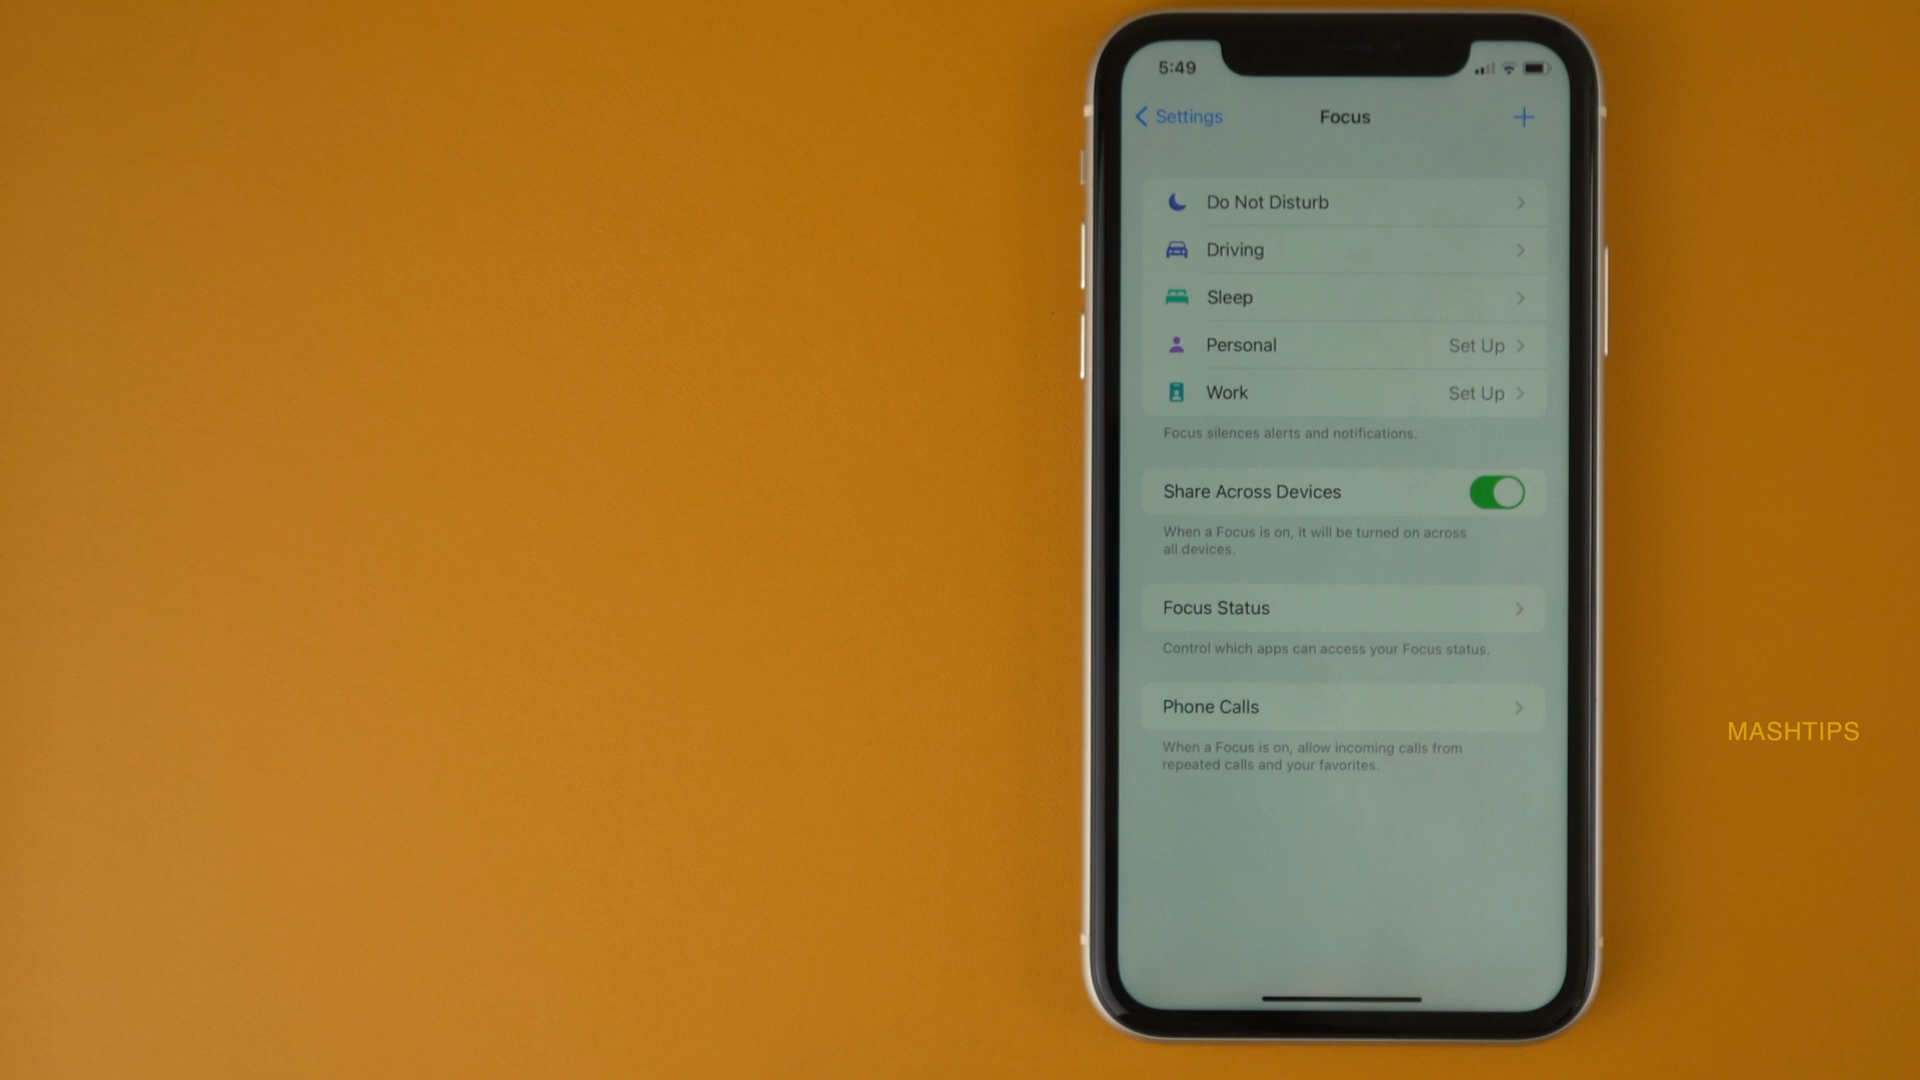 5:49
Settings
Focus
Do Not Disturb
Driving
Sleep
Personal
Set Up
Work
Set Up
Focus silences alerts and notifications.
Share Across Devices
When a Focus is on, it will be turned on across
all devices.
Focus Status
Control which apps can access your Focus status.
Phone Calls
When a Focus is on, allow incoming calls from
repeated calls and your favorites.
MASHTIPS